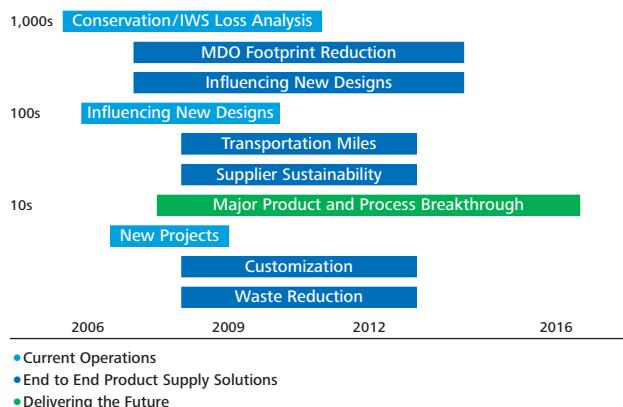 1,000s Conservation/IWS Loss Analysis
MDO Footprint Reduction
Influencing New Designs
100s Influencing New Designs
Transportation Miles
Supplier Sustainability
10s Major Product and Process Breakthrough
New Projects
Customization
Waste Reduction
2006 2009 2012 2016
•Current Operations
•End to End Product Supply Solutions
•Delivering the Future